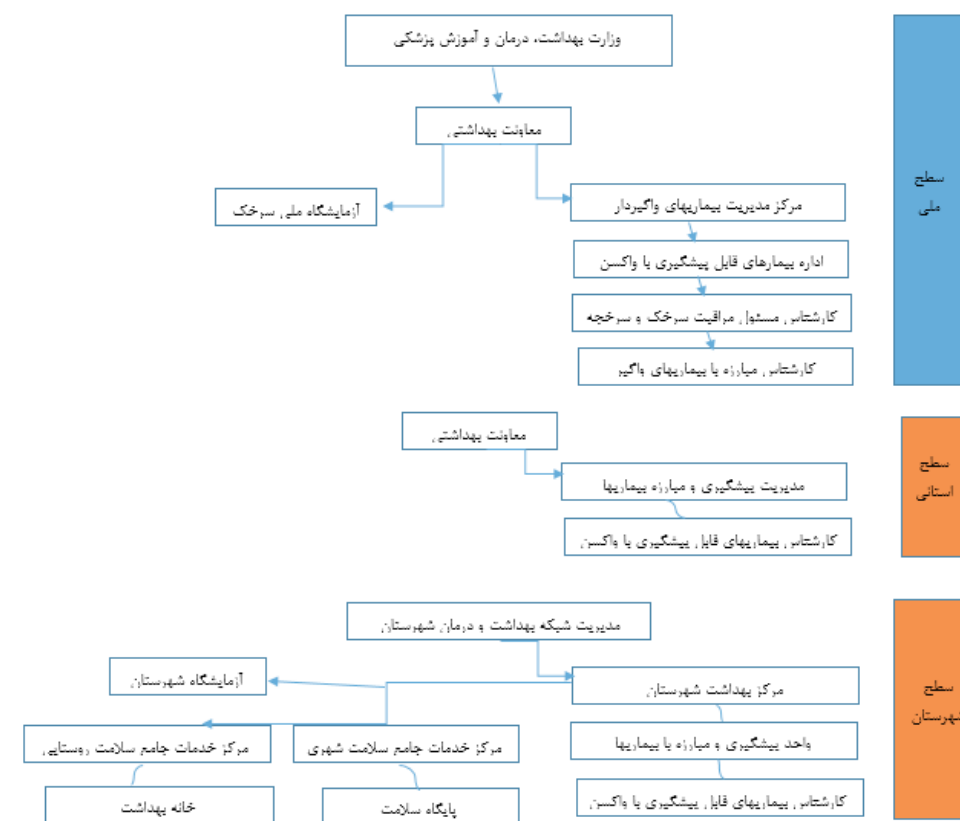 وزارت بهداشت، درمان و آموزش پزشکی
معاونت بهداشتی
آزمایشگاه ملی سرخک
مرکز مدیریت بیماریهای واگیردار
اداره بیمارهای قابل پیشگیری با واکسن
کارشناس مسئول مراقبت سرخک و سرخجه
کارشناس مبارزه با بیماریهای واگیر
سطح
ملی
معاونت بهداشتی
مدیریت پیشگیری و مبارزه بیماریها
کارشناس بیماریهای قابل پیشگیری با واکسن
سطح
استانی
مدیریت شبکه بهداشت و درمان شهرستان
آزمایشگاه شهرستان
مرکز بهداشت شهرستان
واحد پیشگیری و مبارزه با بیماریها
کارشناس بیماریهای قابل پیشگیری با واکسن
مرکز خدمات جامع سلامت شهری
پایگاه سلامت
مرکز خدمات جامع سلامت روستایی
خانه بهداشت
سطح
شهرستان